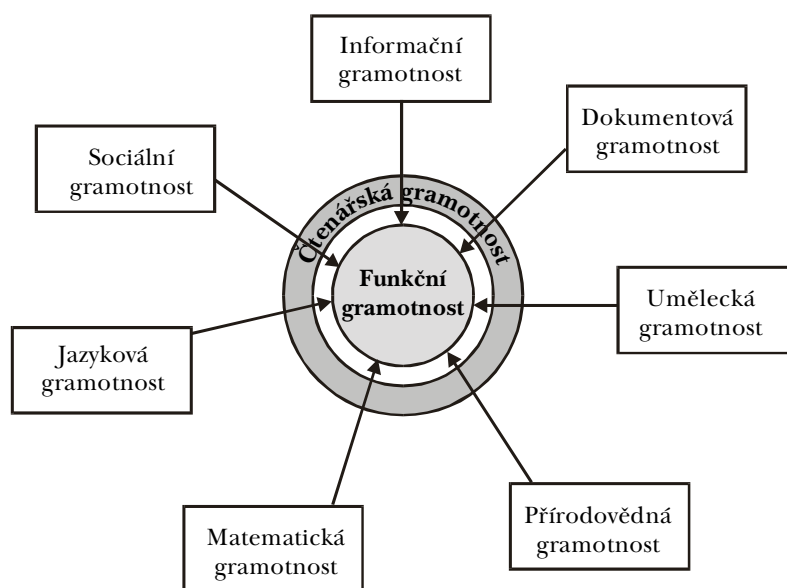 Informační
gramotnost
Dokumentová
gramotnost
Sociální
gramotnost
Čtenářská gramotnost
Funkční
gramotnost
Umělecká
gramotnost
Jazyková
gramotnost
Přírodovědná
gramotnost
Matematická
gramotnost